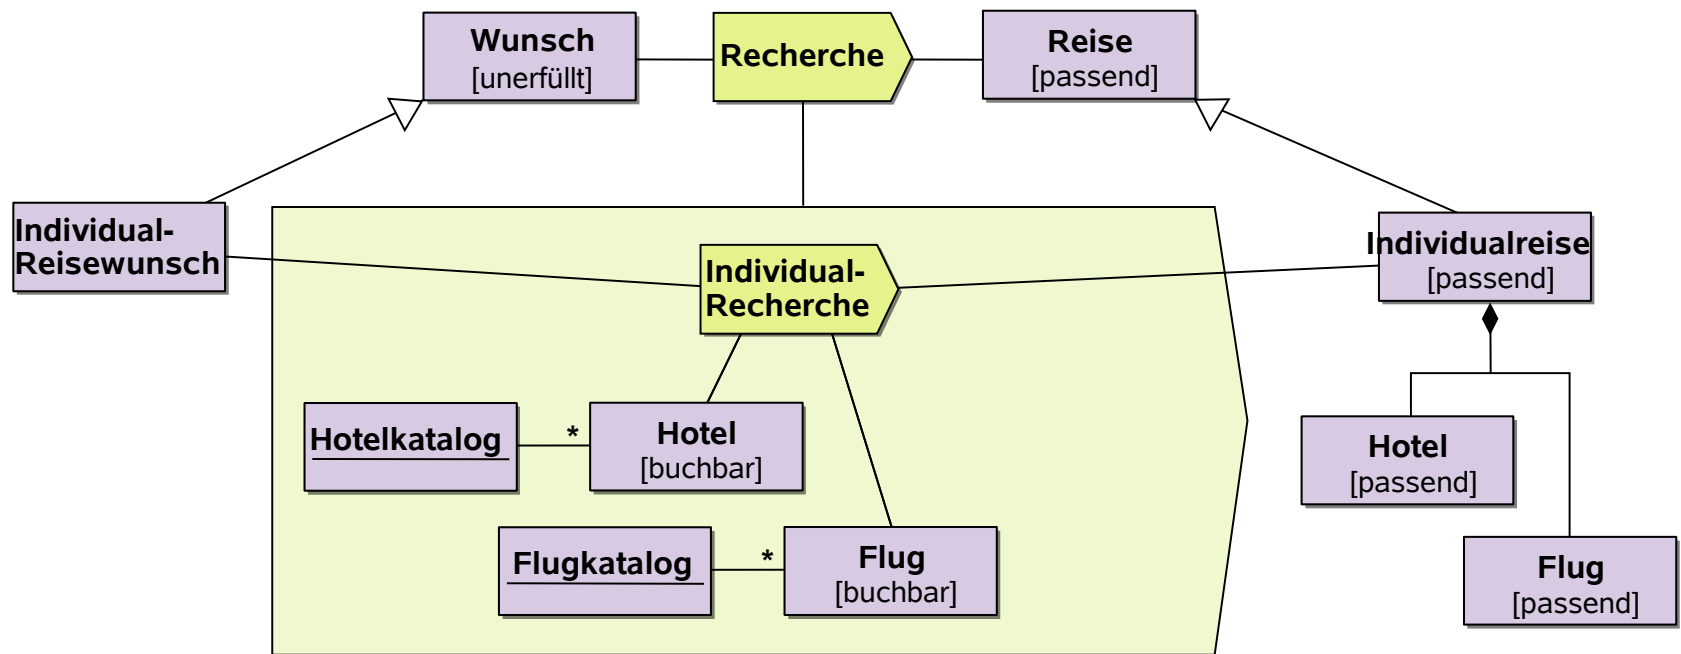 Wunsch
[unerfüllt]
Recherche
Reise
[passend]
Individual-
Reisewunsch
Individual-
Recherche
Individualreise
[passend]
Hotelkatalog
*
Hotel
[buchbar]
Hotel
[passend]
Flugkatalog
*
Flug
[buchbar]
Flug
[passend]